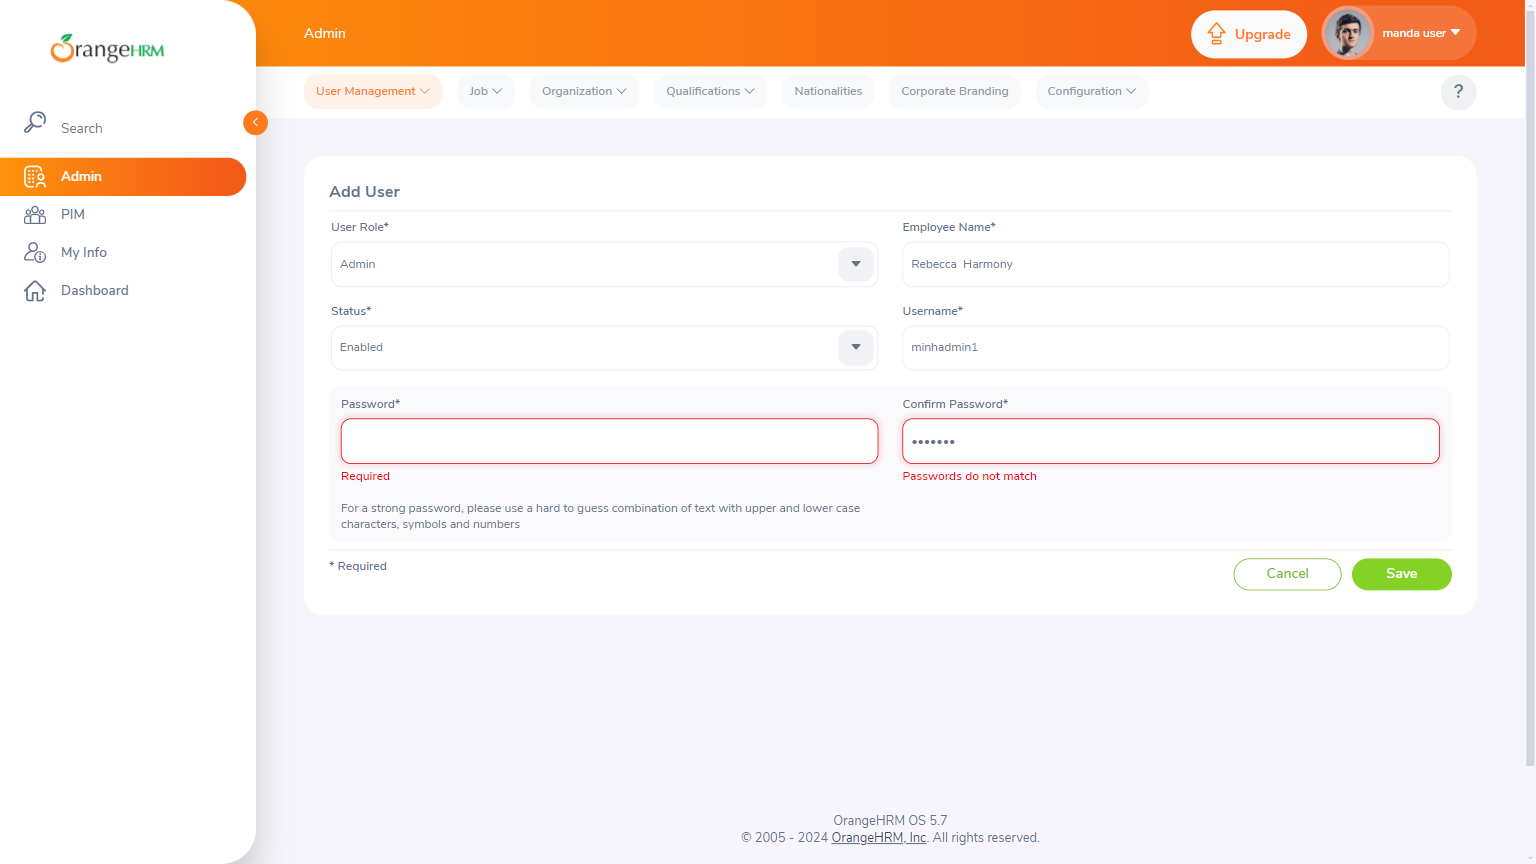 OrangeHRM
Search
Admin
PIM
My Info
Dashboard
Admin
Upgrade
manda user
User Management
Job
Organization
Qualifications
Nationalities
Corporate Branding
Configuration
?
Add User
User Role*
Employee Name*
Admin
Rebecca  Harmony
Status*
Username*
Enabled
minhadmin1
Password*
Confirm Password*
•••••••
Required
Passwords do not match
For a strong password, please use a hard to guess combination of text with upper and lower case
characters, symbols and numbers
* Required
Cancel
Save
OrangeHRM OS 5.7
© 2005 - 2024 OrangeHRM, Inc. All rights reserved.